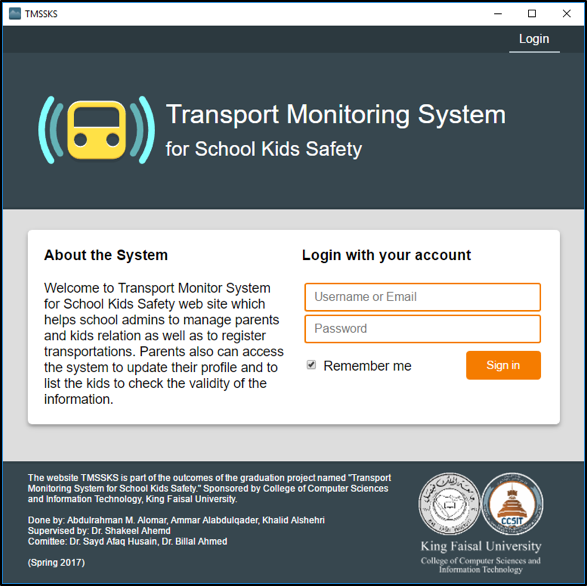 TMSSKS
Login
Transport Monitoring System
for School Kids Safety
About the System
Welcome to Transport Monitor System
for School Kids Safety web site which
helps school admins to manage parents
and kids relation as well as to register
transportations. Parents also can access
the system to update their profile and to
list the kids to check the validity of the
information.
Login with your account
Username or Email
Password
Remember me
Sign in
The website TMSSKS is part of the outcomes of the graduation project named "Transport
Monitoring System for School Kids Safety." Sponsored by College of Computer Sciences
and Information Technology, King Faisal University.
Done by: Abdulrahman M. Alomar, Ammar Alabdulqader, Khalid Alshehri
Supervised by: Dr. Shakeel Ahemd
Comittee: Dr. Sayd Afaq Husain, Dr. Billal Ahmed
(Spring 2017)
CCSIT
King Faisal University
College of Computer Sciences and
Information Technology